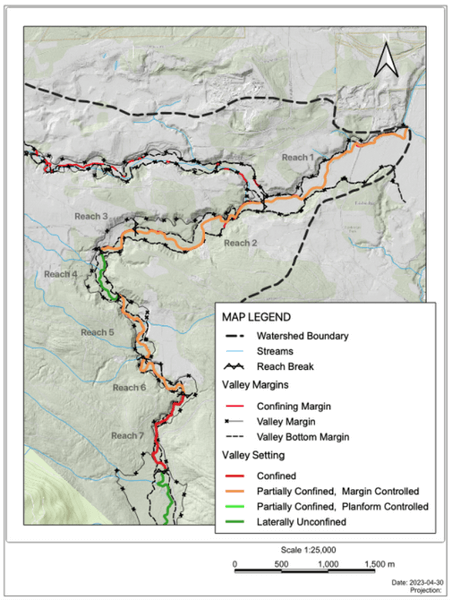 Reach 1
Reach 3
Reach 2
Reach 4
Reach 5
Reach 6
Reach 7
MAP LEGEND
Watershed Boundary
Streams
Reach Break
Valley Margins
Confining Margin
Valley Margin
Valley Bottom Margin
Valley Setting
Confined
Partially Confined, Margin Controlled
Partially Confined, Planform Controlled
Laterally Unconfined
Scale 1:25,000
0 500 1,000 1,500 m
Date: 2023-04-30
Projection: